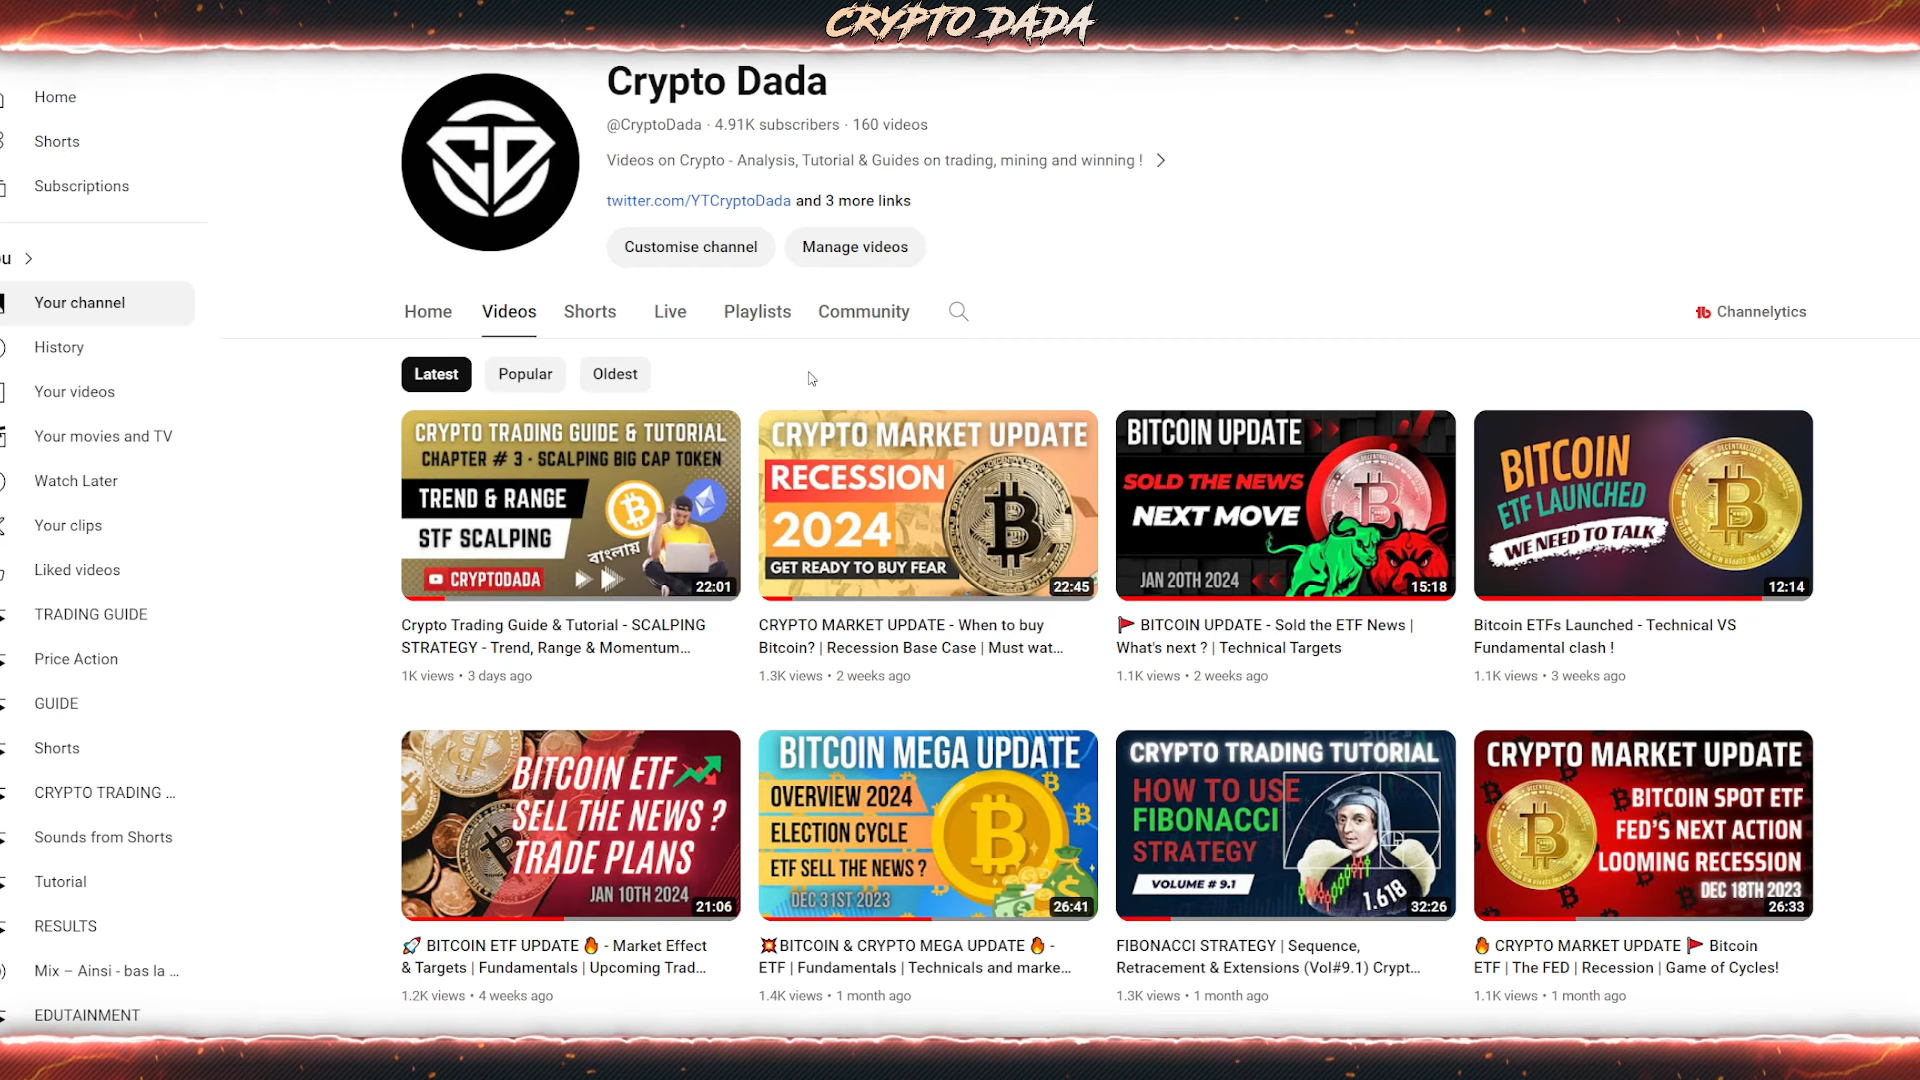 CRYPTO DADA
Home
Shorts
Subscriptions
Your channel
History
Your videos
Your movies and TV
Watch Later
Your clips
Liked videos
TRADING GUIDE
Price Action
GUIDE
Shorts
CRYPTO TRADING ...
Sounds from Shorts
Tutorial
RESULTS
Mix – Ainsi - bas la ...
EDUTAINMENT
CD
Crypto Dada
@CryptoDada · 4.91K subscribers · 160 videos
Videos on Crypto - Analysis, Tutorial & Guides on trading, mining and winning !
twitter.com/YTCryptoDada and 3 more links
Customise channel
Manage videos
Home
Videos
Shorts
Live
Playlists
Community
Channelytics
Latest
Popular
Oldest
CRYPTO TRADING GUIDE & TUTORIAL
CHAPTER # 3 - SCALPING BIG CAP TOKEN
TREND & RANGE
STF SCALPING
বাংলায়
CRYPTODADA
22:01
Crypto Trading Guide & Tutorial - SCALPING
STRATEGY - Trend, Range & Momentum...
1K views • 3 days ago
CRYPTO MARKET UPDATE
RECESSION
2024
GET READY TO BUY FEAR
22:45
CRYPTO MARKET UPDATE - When to buy
Bitcoin? | Recession Base Case | Must wat...
1.3K views • 2 weeks ago
BITCOIN UPDATE
SOLD THE NEWS
NEXT MOVE
JAN 20TH 2024
15:18
🚩 BITCOIN UPDATE - Sold the ETF News |
What's next ? | Technical Targets
1.1K views • 2 weeks ago
BITCOIN
ETF LAUNCHED
WE NEED TO TALK
12:14
Bitcoin ETFs Launched - Technical VS
Fundamental clash !
1.1K views • 3 weeks ago
BITCOIN ETF
SELL THE NEWS ?
TRADE PLANS
JAN 10TH 2024
21:06
🚀 BITCOIN ETF UPDATE 🔥 - Market Effect
& Targets | Fundamentals | Upcoming Trad...
1.2K views • 4 weeks ago
BITCOIN MEGA UPDATE
OVERVIEW 2024
ELECTION CYCLE
ETF SELL THE NEWS ?
DEC 31ST 2023
26:41
💥BITCOIN & CRYPTO MEGA UPDATE 🔥 -
ETF | Fundamentals | Technicals and marke...
1.4K views • 1 month ago
CRYPTO TRADING TUTORIAL
HOW TO USE
FIBONACCI
STRATEGY
VOLUME # 9.1
1.618
32:26
FIBONACCI STRATEGY | Sequence,
Retracement & Extensions (Vol#9.1) Crypt...
1.3K views • 1 month ago
CRYPTO MARKET UPDATE
BITCOIN SPOT ETF
FED'S NEXT ACTION
LOOMING RECESSION
DEC 18TH 2023
26:33
🔥 CRYPTO MARKET UPDATE 🚩 Bitcoin
ETF | The FED | Recession | Game of Cycles!
1.1K views • 1 month ago